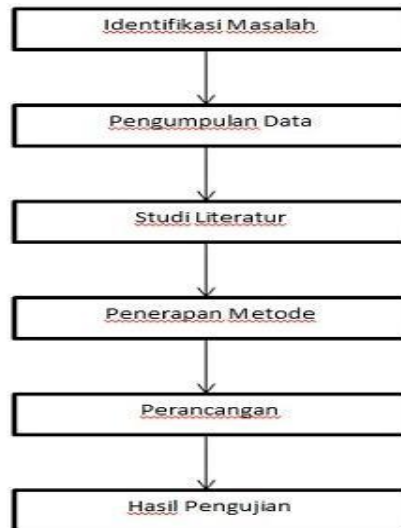 Identifikasi Masalah
Pengumpulan Data
Studi Literatur
Penerapan Metode
Perancangan
Hasil Pengujian